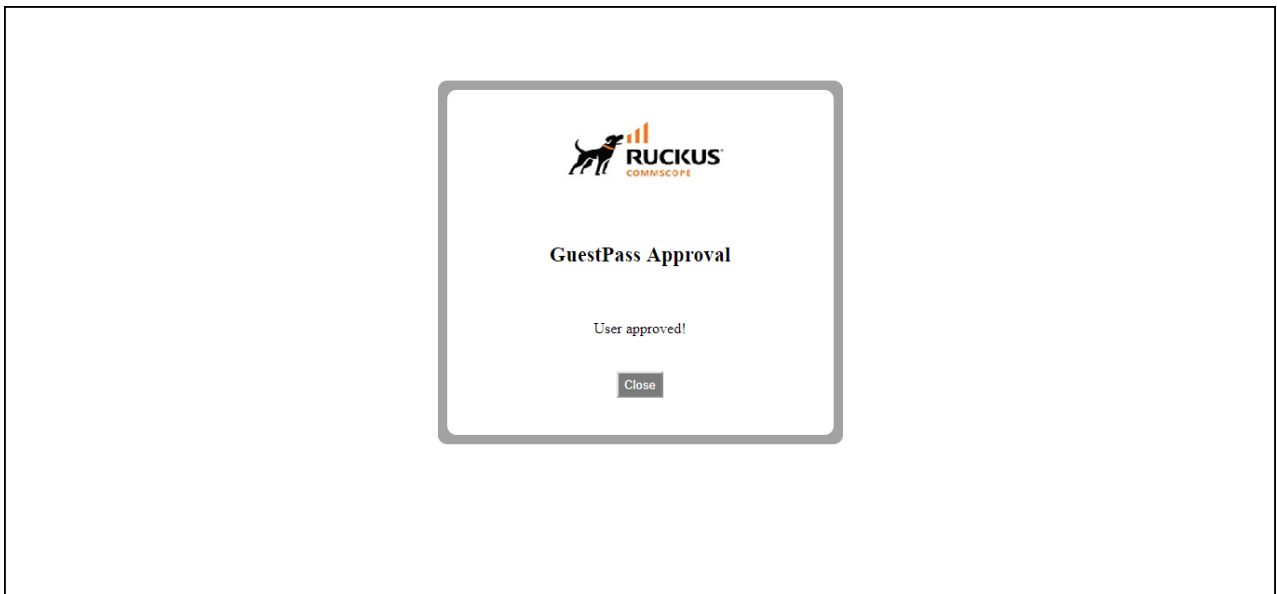 RUCKUS
COMMSCOPE
GuestPass Approval
User approved!
Close